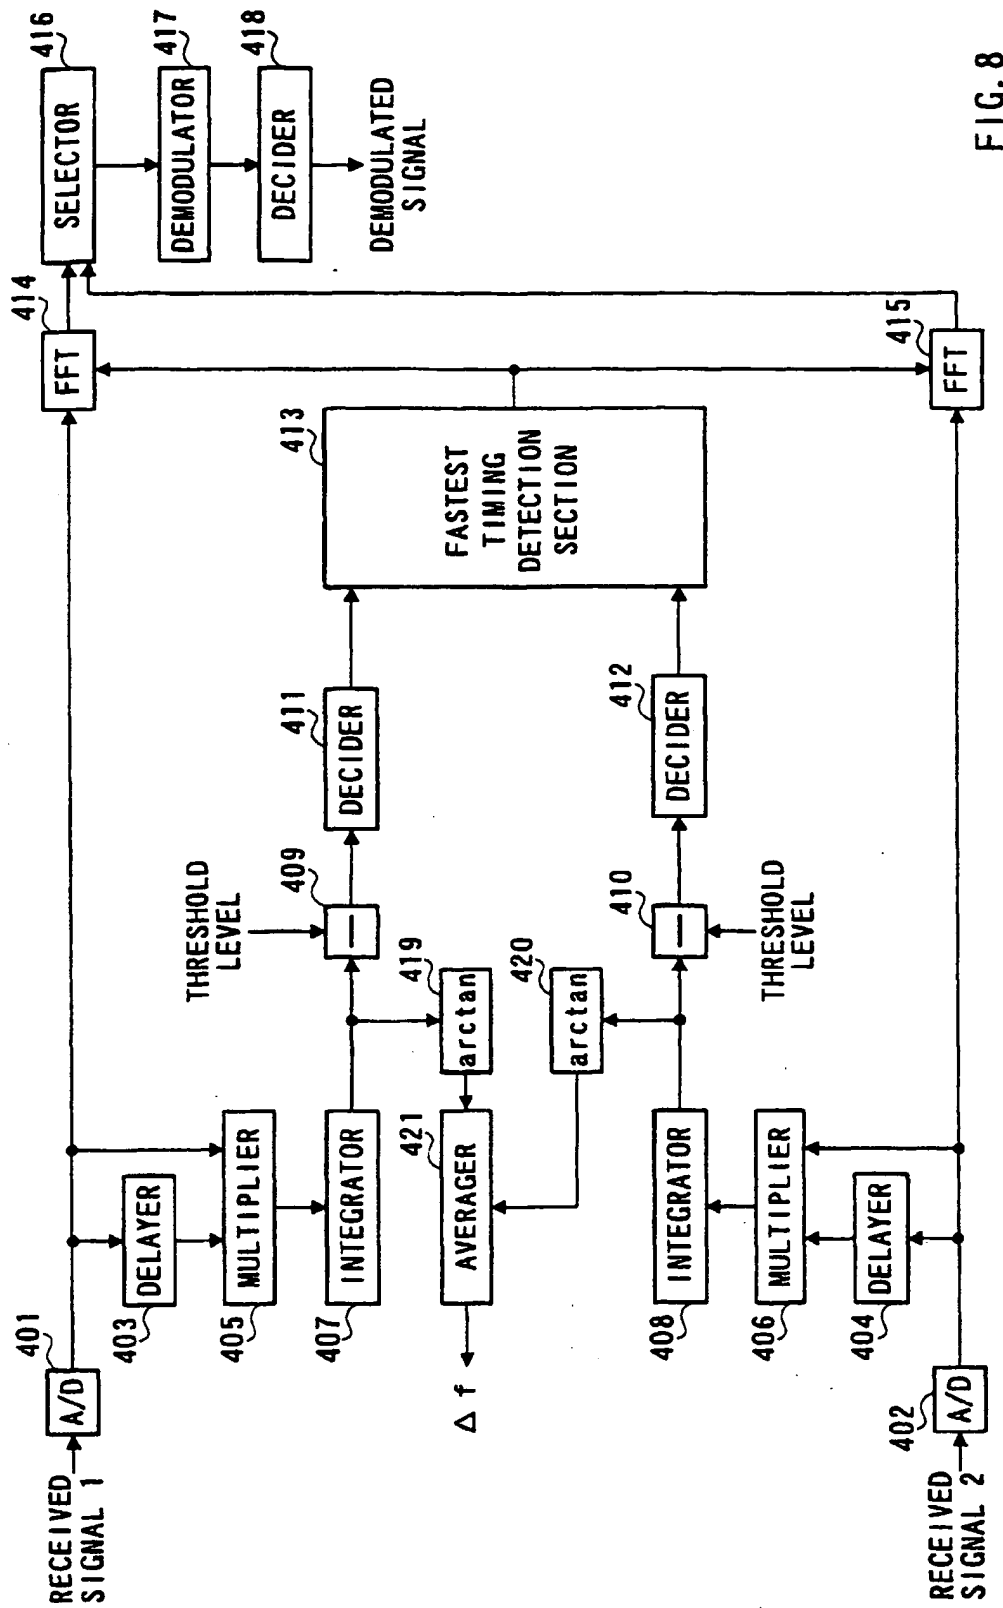 RECEIVED
SIGNAL 1
A/D
401
DELAYER
403
MULTIPLIER
405
INTEGRATOR
407
THRESHOLD
LEVEL
409
—
DECIDER
411
arctan
419
AVERAGER
421
Δf
arctan
420
FASTEST
TIMING
DETECTION
SECTION
413
FFT
414
SELECTOR
416
DEMODULATOR
417
DECIDER
418
DEMODULATED
SIGNAL
RECEIVED
SIGNAL 2
A/D
402
DELAYER
404
MULTIPLIER
406
INTEGRATOR
408
410
—
THRESHOLD
LEVEL
DECIDER
412
FFT
415
FIG. 8